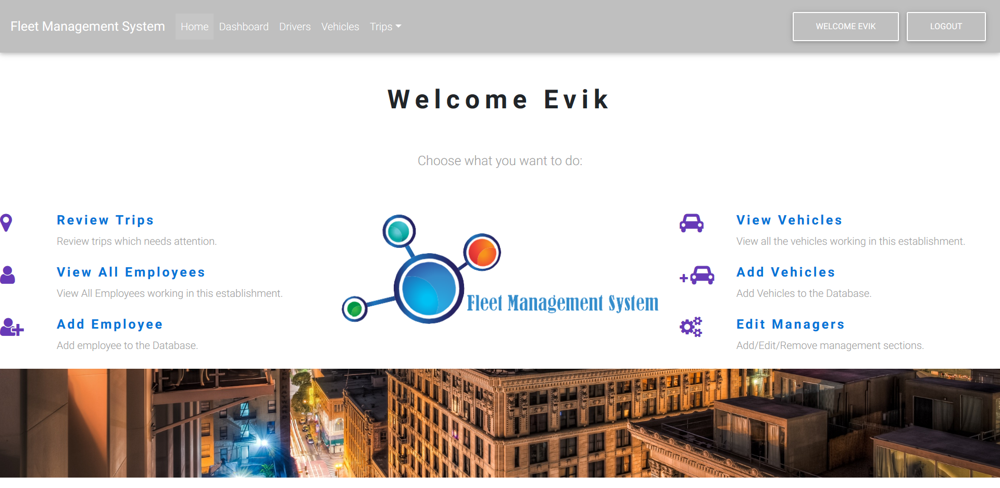 Fleet Management System Home Dashboard Drivers Vehicles Trips WELCOME EVIK LOGOUT
Welcome Evik
Choose what you want to do:
Review Trips
Review trips which needs attention.
View All Employees
View All Employees working in this establishment.
Add Employee
Add employee to the Database.
Fleet Management System
View Vehicles
View all the vehicles working in this establishment.
Add Vehicles
Add Vehicles to the Database.
Edit Managers
Add/Edit/Remove management sections.